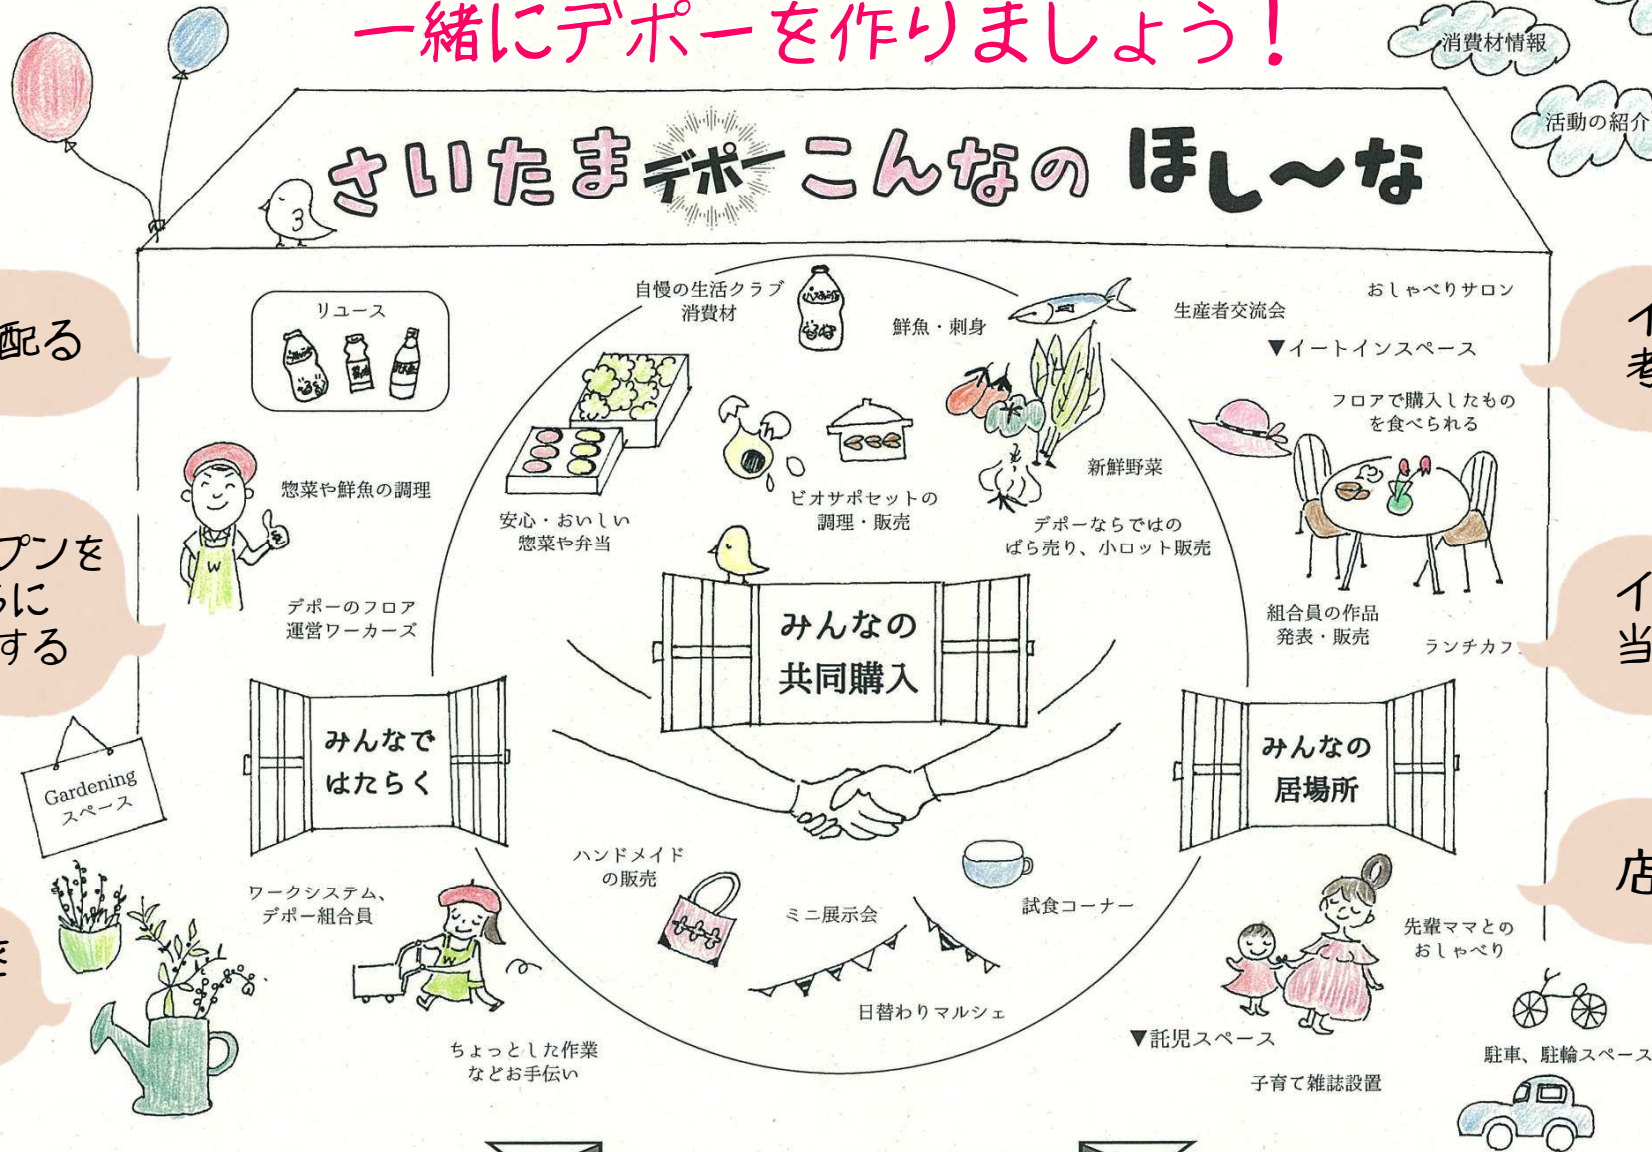 一緒にデポーを作りましょう！
消費材情報
活動の紹介
さいたまデポーこんなのほし〜な
配る
リユース
自慢の生活クラブ
消費材
鮮魚・刺身
生産者交流会
おしゃべりサロン
▼イートインスペース
フロアで購入したもの
を食べられる
惣菜や鮮魚の調理
安心・おいしい
惣菜や弁当
ビオサポセットの
調理・販売
新鮮野菜
デポーならではの
ばら売り、小ロット販売
プンを
に
する
デポーのフロア
運営ワーカーズ
みんなの
共同購入
組合員の作品
発表・販売
ランチカフ
みんなで
はたらく
みんなの
居場所
Gardening
スペース
W
ハンドメイド
の販売
ワークシステム、
デポー組合員
W
ミニ展示会
試食コーナー
先輩ママとの
おしゃべり
日替わりマルシェ
ちょっとした作業
などお手伝い
▼託児スペース
子育て雑誌設置
駐車、駐輪スペース
店
当